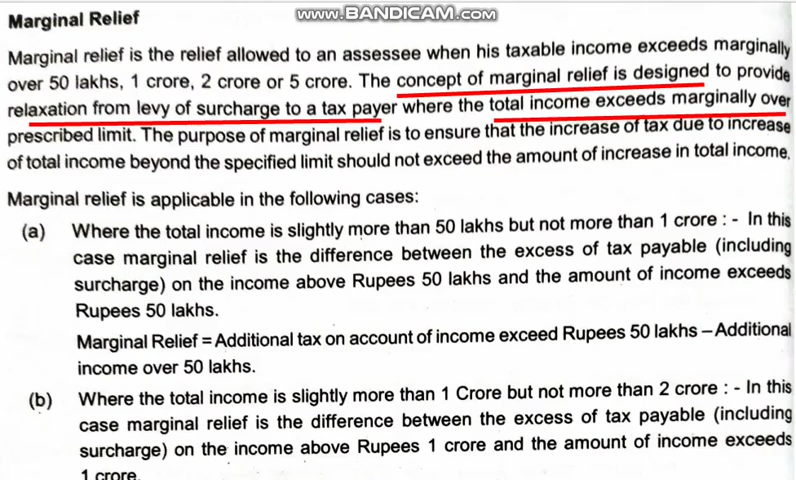 www.BANDICAM.com
Marginal Relief
Marginal relief is the relief allowed to an assessee when his taxable income exceeds marginally
over 50 lakhs, 1 crore, 2 crore or 5 crore. The concept of marginal relief is designed to provide
relaxation from levy of surcharge to a tax payer where the total income exceeds marginally over
prescribed limit. The purpose of marginal relief is to ensure that the increase of tax due to increase
of total income beyond the specified limit should not exceed the amount of increase in total income.
Marginal relief is applicable in the following cases:
(a) Where the total income is slightly more than 50 lakhs but not more than 1 crore : - In this
case marginal relief is the difference between the excess of tax payable (including
surcharge) on the income above Rupees 50 lakhs and the amount of income exceeds
Rupees 50 lakhs.
Marginal Relief = Additional tax on account of income exceed Rupees 50 lakhs – Additional
income over 50 lakhs.
(b) Where the total income is slightly more than 1 Crore but not more than 2 crore : - In this
case marginal relief is the difference between the excess of tax payable (including
surcharge) on the income above Rupees 1 crore and the amount of income exceeds
1 crore.